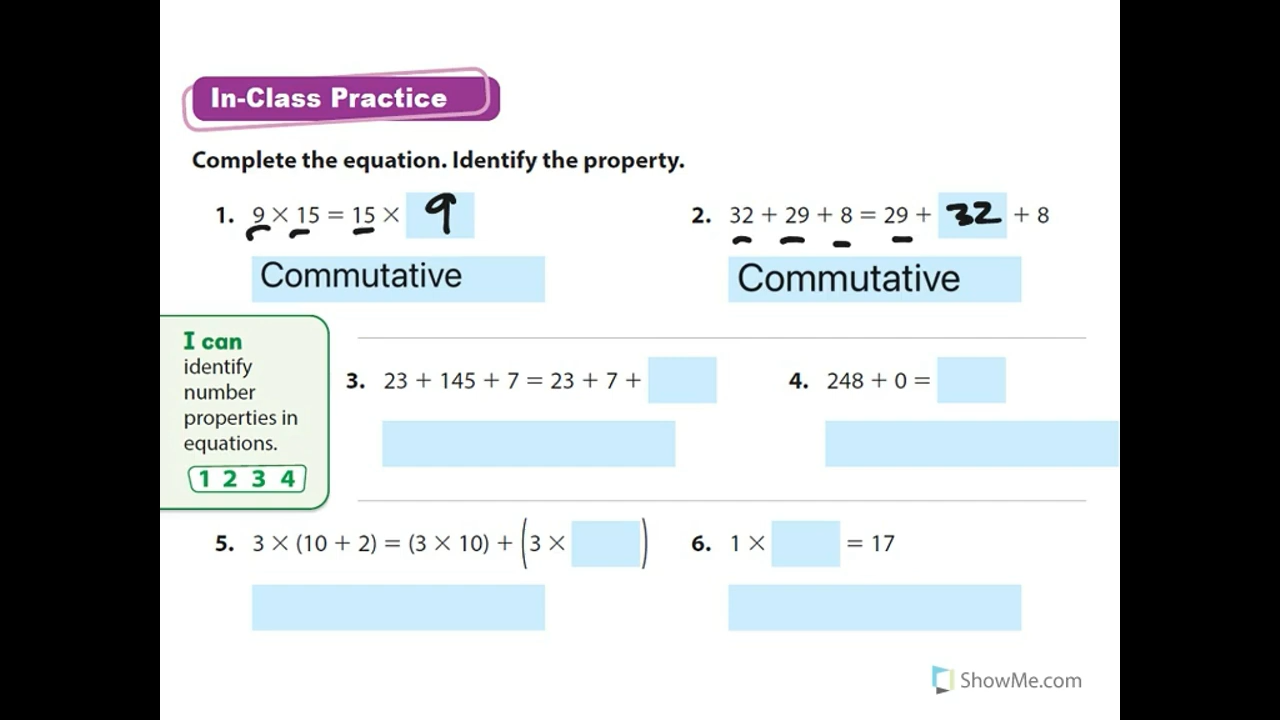 In-Class Practice
Complete the equation. Identify the property.
1. 9 × 15 = 15 × 9
Commutative
2. 32 + 29 + 8 = 29 + 32 + 8
Commutative
I can
identify
number
properties in
equations.
1 2 3 4
3. 23 + 145 + 7 = 23 + 7 +
4. 248 + 0 =
5. 3 × (10 + 2) = (3 × 10) + (3 × )
6. 1 × = 17
ShowMe.com